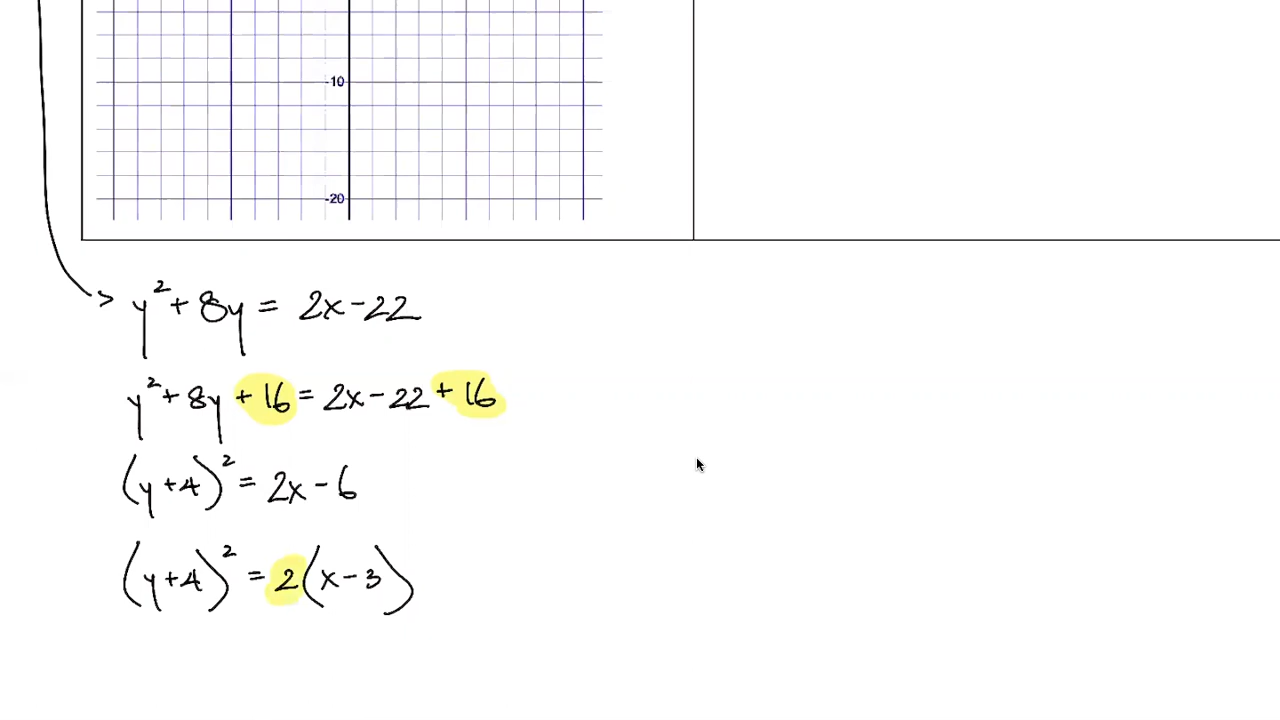 -10
-20
y² + 8y = 2x - 22
y² + 8y + 16 = 2x - 22 + 16
(y + 4)² = 2x - 6
(y + 4)² = 2(x - 3)